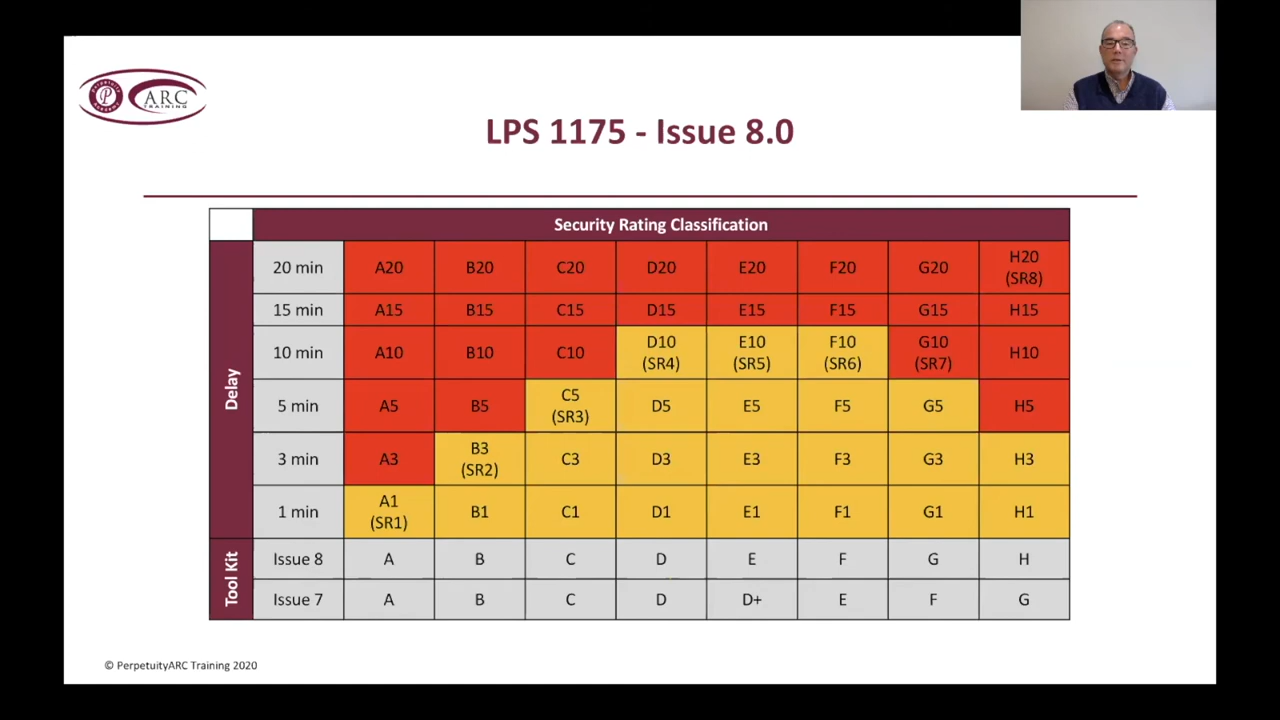 ARC
TRAINING
LPS 1175 - Issue 8.0
Security Rating Classification
Delay
20 min A20 B20 C20 D20 E20 F20 G20 H20 (SR8)
15 min A15 B15 C15 D15 E15 F15 G15 H15
10 min A10 B10 C10 D10 (SR4) E10 (SR5) F10 (SR6) G10 (SR7) H10
5 min A5 B5 C5 (SR3) D5 E5 F5 G5 H5
3 min A3 B3 (SR2) C3 D3 E3 F3 G3 H3
1 min A1 (SR1) B1 C1 D1 E1 F1 G1 H1
Tool Kit
Issue 8 A B C D E F G H
Issue 7 A B C D D+ E F G
© PerpetuityARC Training 2020